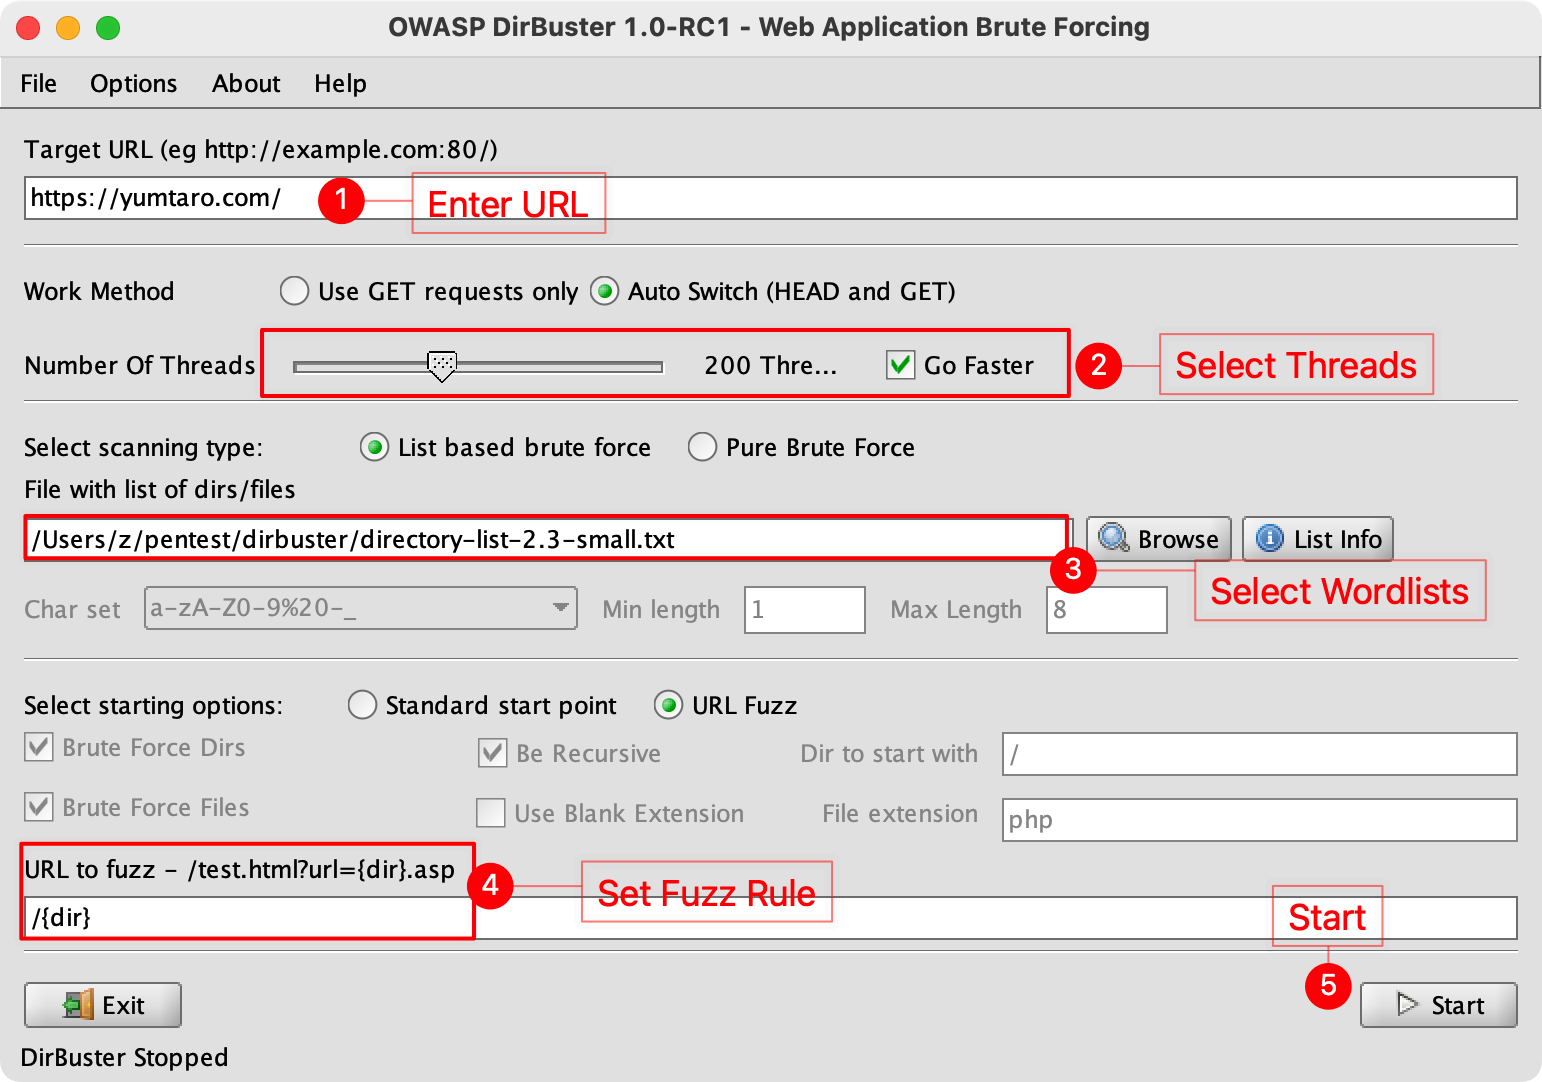 OWASP DirBuster 1.0-RC1 - Web Application Brute Forcing
File Options About Help
Target URL (eg http://example.com:80/)
https://yumtaro.com/ 1 Enter URL
Work Method Use GET requests only Auto Switch (HEAD and GET)
Number Of Threads 200 Thre... Go Faster 2 Select Threads
Select scanning type: List based brute force Pure Brute Force
File with list of dirs/files
/Users/z/pentest/dirbuster/directory-list-2.3-small.txt Browse List Info
3 Select Wordlists
Char set a-zA-Z0-9%20-_ Min length 1 Max Length 8
Select starting options: Standard start point URL Fuzz
Brute Force Dirs Be Recursive Dir to start with /
Brute Force Files Use Blank Extension File extension php
URL to fuzz - /test.html?url={dir}.asp
4 Set Fuzz Rule
/{dir} Start
5
Exit Start
DirBuster Stopped